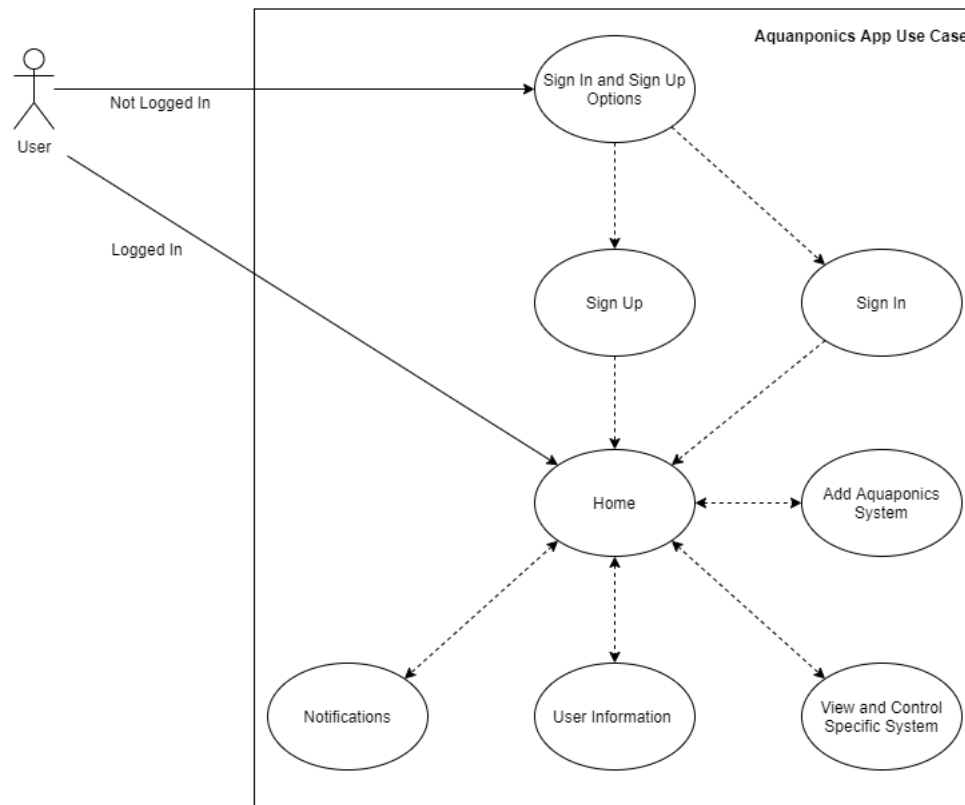 Aquanponics App Use Case
Sign In and Sign Up
Options
Not Logged In
User
Logged In
Sign Up
Sign In
Home
Add Aquaponics
System
Notifications
User Information
View and Control
Specific System